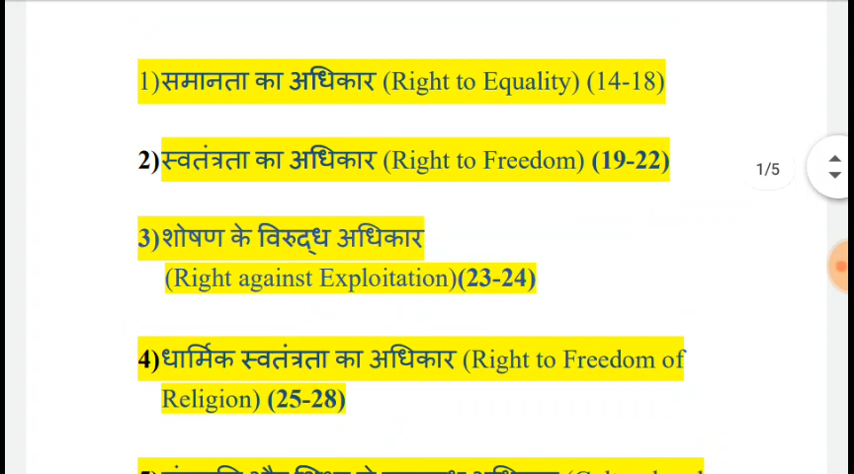 1)समानता का अधिकार (Right to Equality) (14-18)
2)स्वतंत्रता का अधिकार (Right to Freedom) (19-22)
1/5
3)शोषण के विरुद्ध अधिकार
(Right against Exploitation)(23-24)
4)धार्मिक स्वतंत्रता का अधिकार (Right to Freedom of
Religion) (25-28)